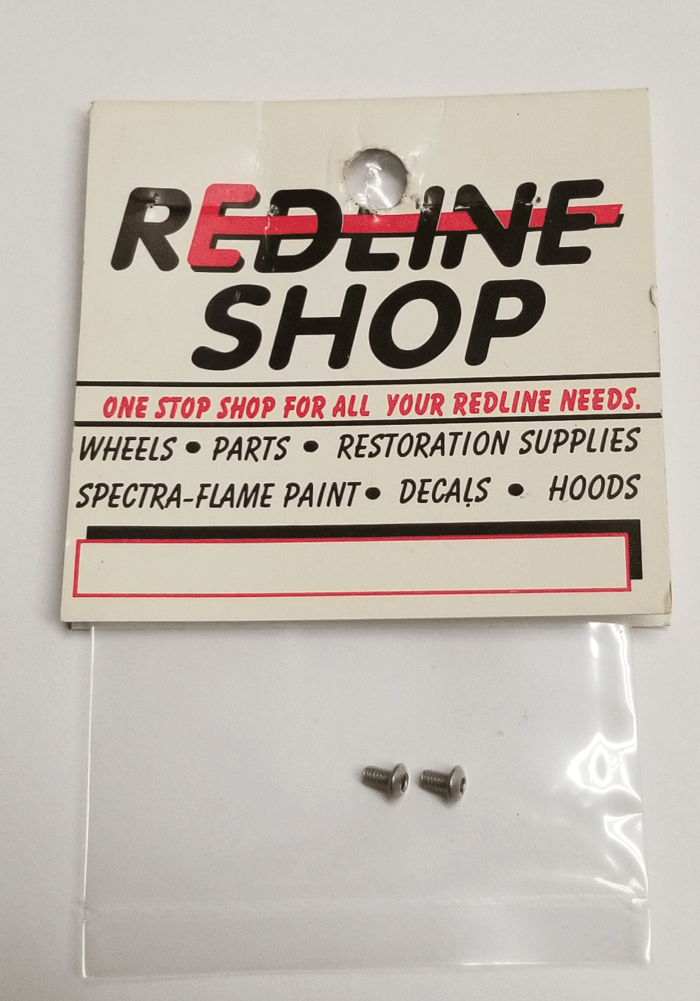 REDLINE
SHOP
ONE STOP SHOP FOR ALL YOUR REDLINE NEEDS.
WHEELS • PARTS • RESTORATION SUPPLIES
SPECTRA-FLAME PAINT • DECALS • HOODS